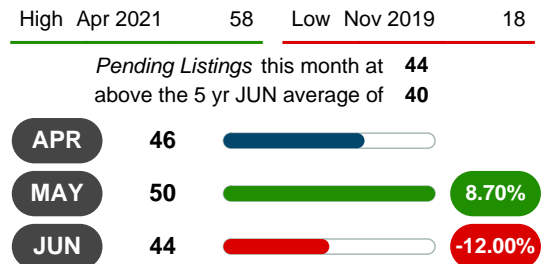 High Apr 2021 58 Low Nov 2019 18
Pending Listings this month at 44
above the 5 yr JUN average of 40
APR 46
MAY 50 8.70%
JUN 44 -12.00%